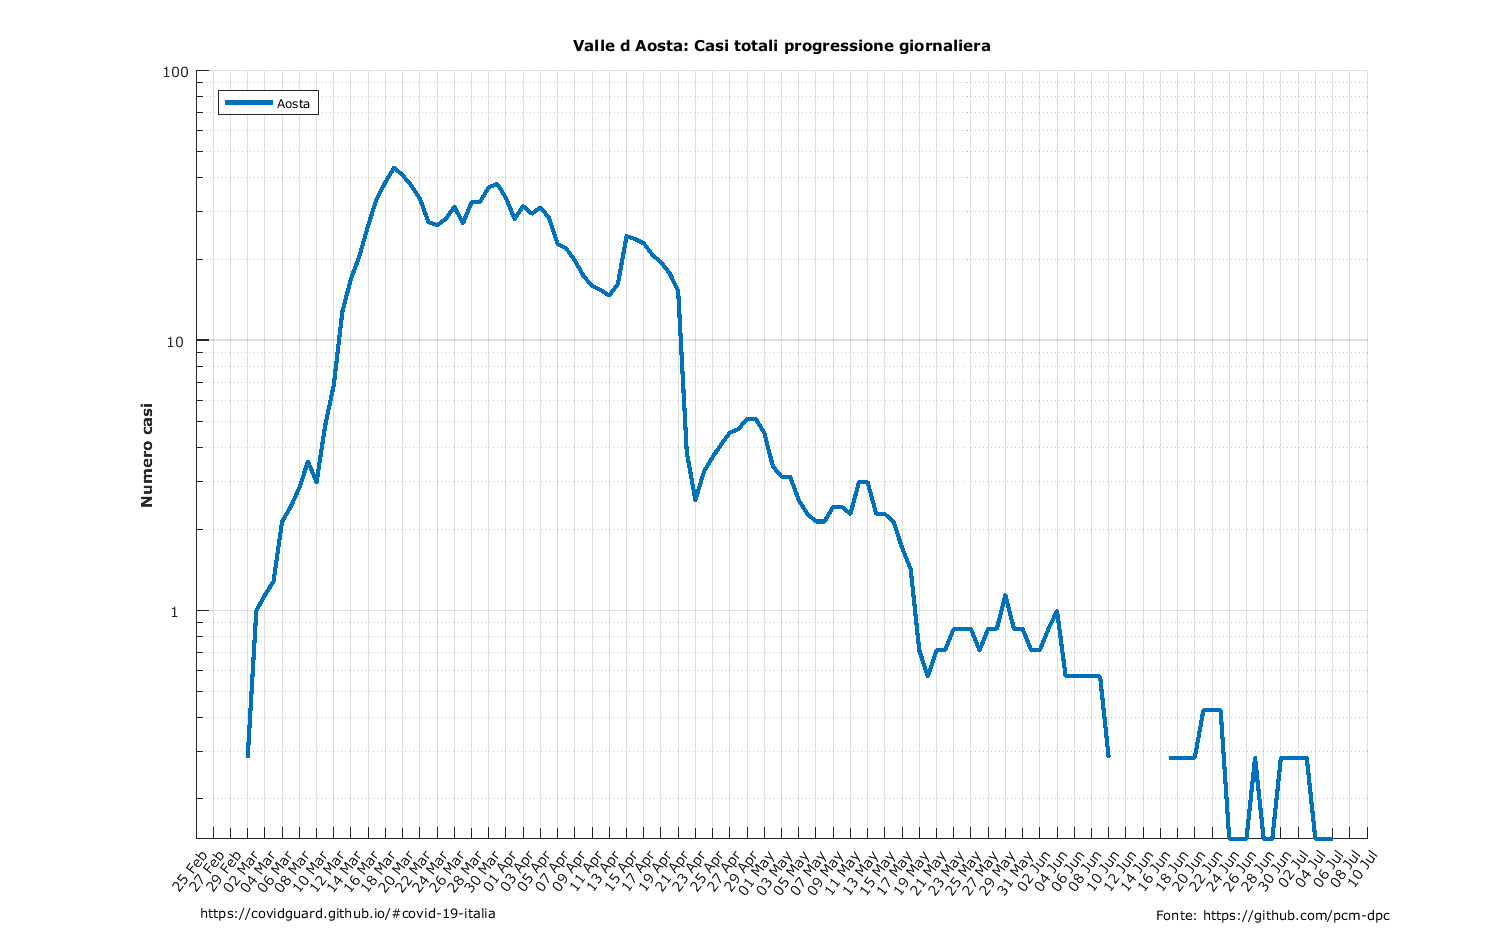 Valle d Aosta: Casi totali progressione giornaliera
100
Aosta
10
Numero casi
1
25 Feb
27 Feb
29 Feb
02 Mar
04 Mar
06 Mar
08 Mar
10 Mar
12 Mar
14 Mar
16 Mar
18 Mar
20 Mar
22 Mar
24 Mar
26 Mar
28 Mar
30 Mar
01 Apr
03 Apr
05 Apr
07 Apr
09 Apr
11 Apr
13 Apr
15 Apr
17 Apr
19 Apr
21 Apr
23 Apr
25 Apr
27 Apr
29 Apr
01 May
03 May
05 May
07 May
09 May
11 May
13 May
15 May
17 May
19 May
21 May
23 May
25 May
27 May
29 May
31 May
02 Jun
04 Jun
06 Jun
08 Jun
10 Jun
12 Jun
14 Jun
16 Jun
18 Jun
20 Jun
22 Jun
24 Jun
26 Jun
28 Jun
30 Jun
02 Jul
04 Jul
06 Jul
08 Jul
10 Jul
https://covidguard.github.io/#covid-19-italia
Fonte: https://github.com/pcm-dpc